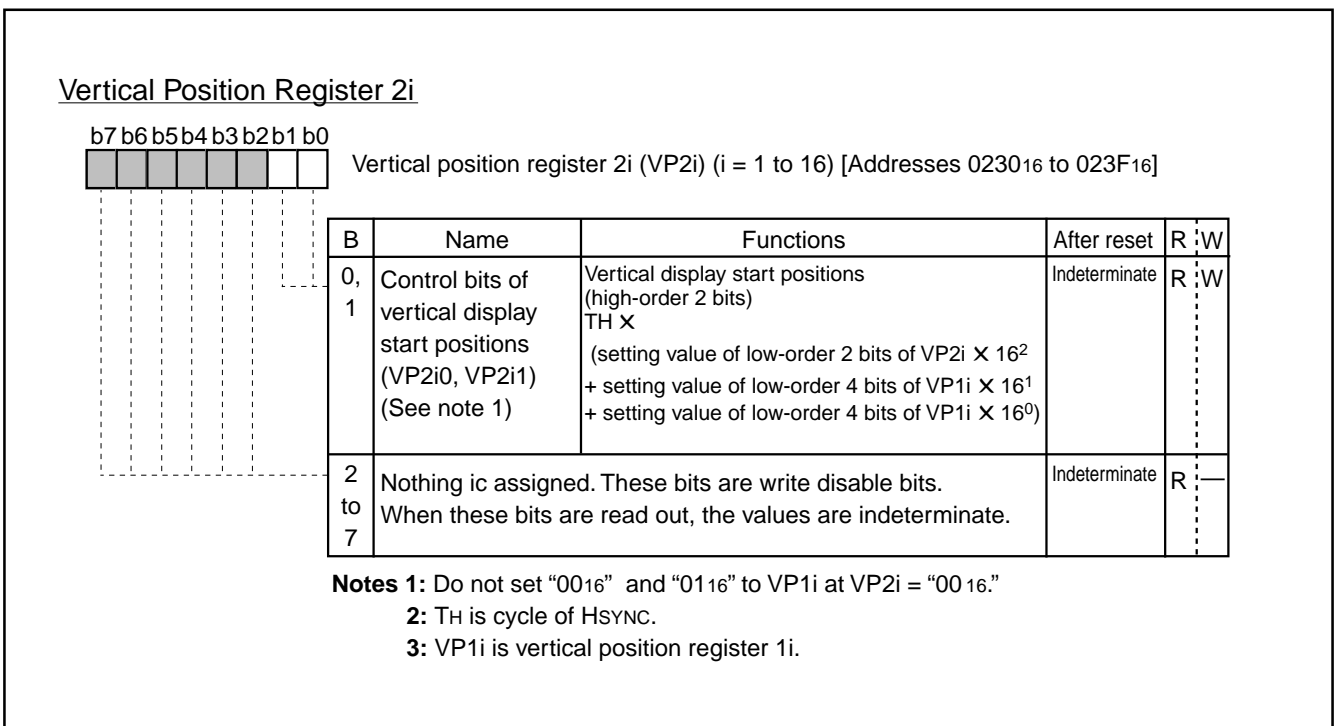 Vertical Position Register 2i
b7 b6 b5 b4 b3 b2 b1 b0
Vertical position register 2i (VP2i) (i = 1 to 16) [Addresses 0230₁₆ to 023F₁₆]
B Name Functions After reset R W
0, 1 Control bits of vertical display start positions (VP2i0, VP2i1) (See note 1)
Vertical display start positions
(high-order 2 bits)
TH ×
(setting value of low-order 2 bits of VP2i × 16²
+ setting value of low-order 4 bits of VP1i × 16¹
+ setting value of low-order 4 bits of VP1i × 16⁰)
Indeterminate R W
2 to 7 Nothing ic assigned. These bits are write disable bits.
When these bits are read out, the values are indeterminate.
Indeterminate R —
Notes 1: Do not set “00₁₆” and “01₁₆” to VP1i at VP2i = “00₁₆.”
2: TH is cycle of HSYNC.
3: VP1i is vertical position register 1i.